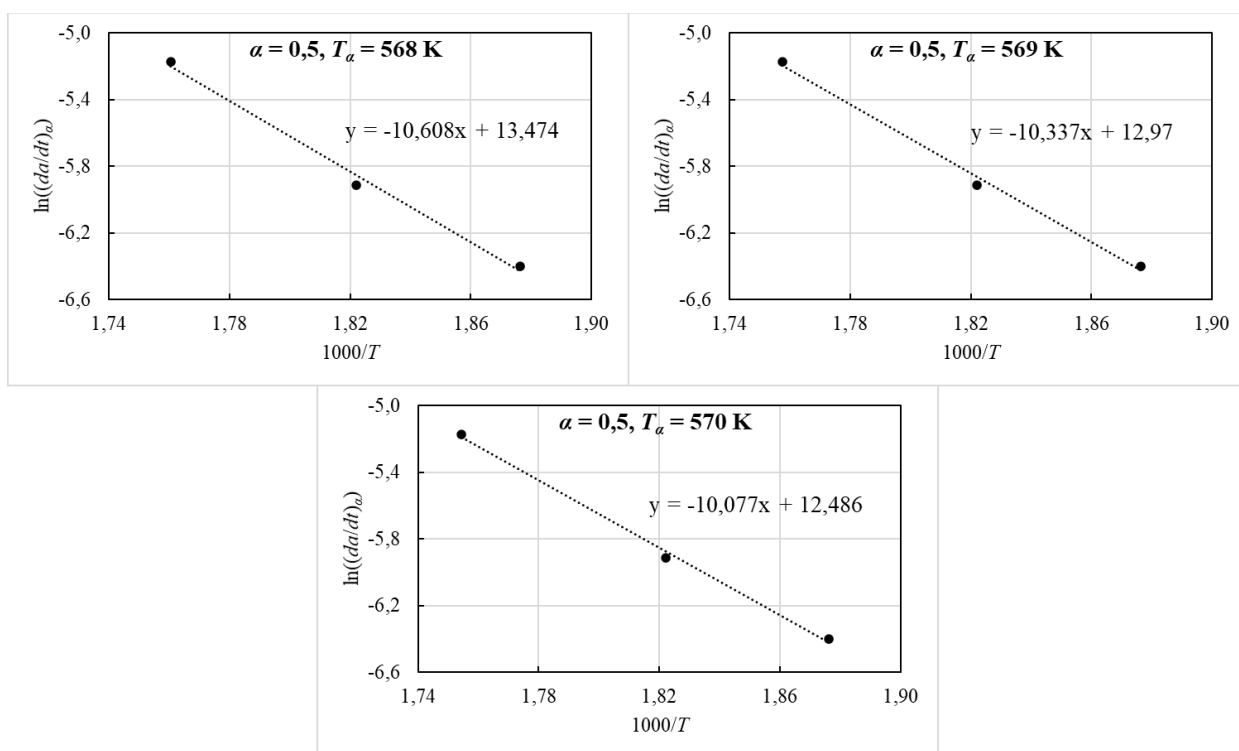 α = 0,5, Tα = 568 K
y = -10,608x + 13,474
ln((da/dt)α)
-5,0
-5,4
-5,8
-6,2
-6,6
1,74 1,78 1,82 1,86 1,90
1000/T
α = 0,5, Tα = 569 K
y = -10,337x + 12,97
ln((da/dt)α)
-5,0
-5,4
-5,8
-6,2
-6,6
1,74 1,78 1,82 1,86 1,90
1000/T
α = 0,5, Tα = 570 K
y = -10,077x + 12,486
ln((da/dt)α)
-5,0
-5,4
-5,8
-6,2
-6,6
1,74 1,78 1,82 1,86 1,90
1000/T